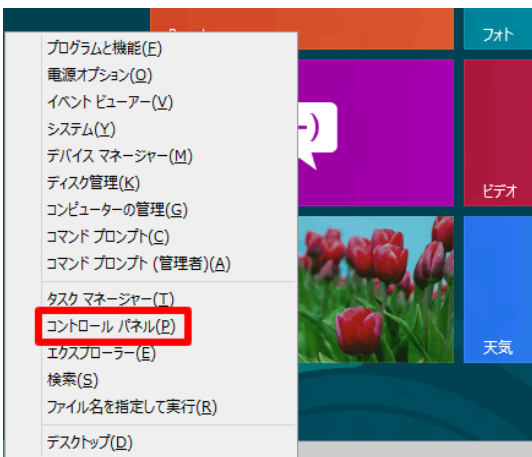 プログラムと機能(F)
電源オプション(O)
イベント ビューアー(V)
システム(Y)
デバイス マネージャー(M)
ディスク管理(K)
コンピューターの管理(G)
コマンド プロンプト(C)
コマンド プロンプト (管理者)(A)
タスク マネージャー(T)
コントロール パネル(P)
エクスプローラー(E)
検索(S)
ファイル名を指定して実行(R)
デスクトップ(D)
フォト
ビデオ
天気